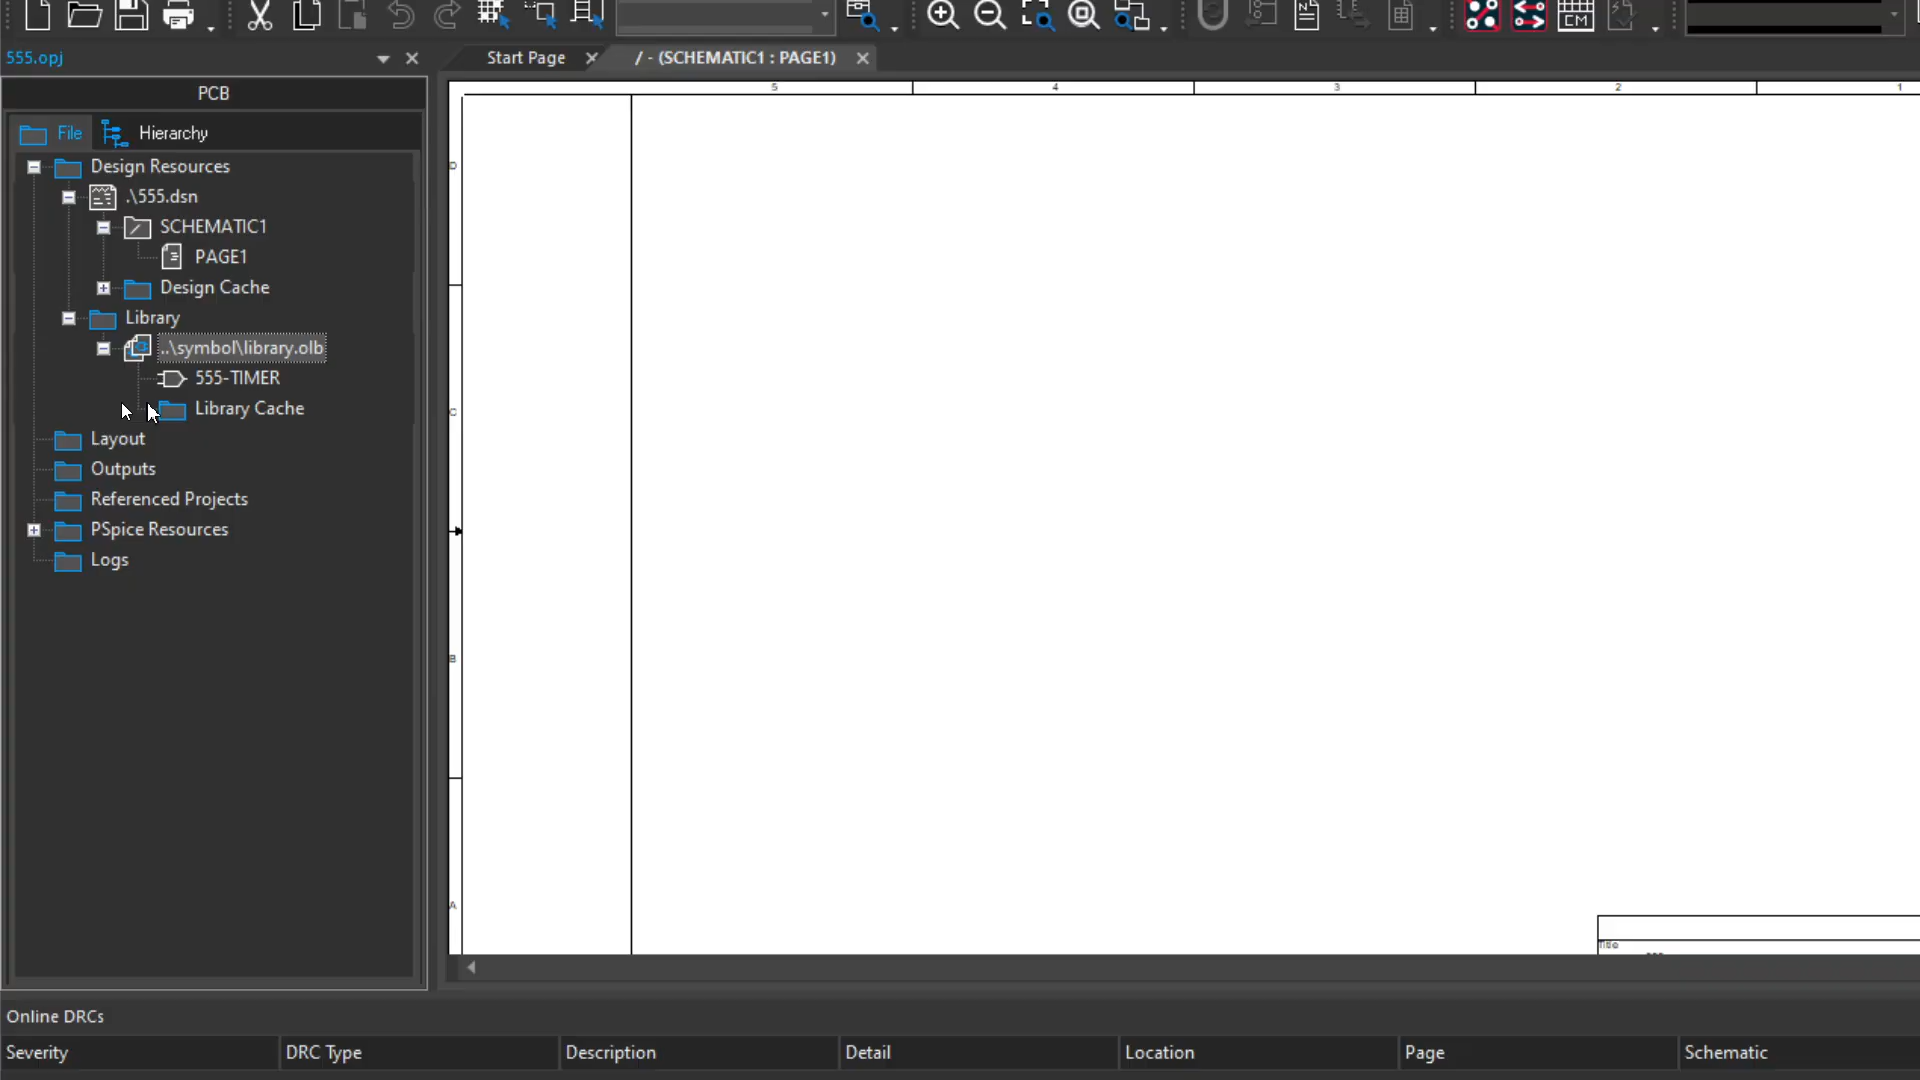 555.opj
Start Page
/ - (SCHEMATIC1 : PAGE1)
PCB
5
4
3
2
1
File
Hierarchy
Design Resources
D
.\555.dsn
SCHEMATIC1
PAGE1
Design Cache
Library
..\symbol\library.olb
555-TIMER
Library Cache
C
Layout
Outputs
Referenced Projects
PSpice Resources
Logs
B
A
Title
Online DRCs
Severity
DRC Type
Description
Detail
Location
Page
Schematic
N
CM